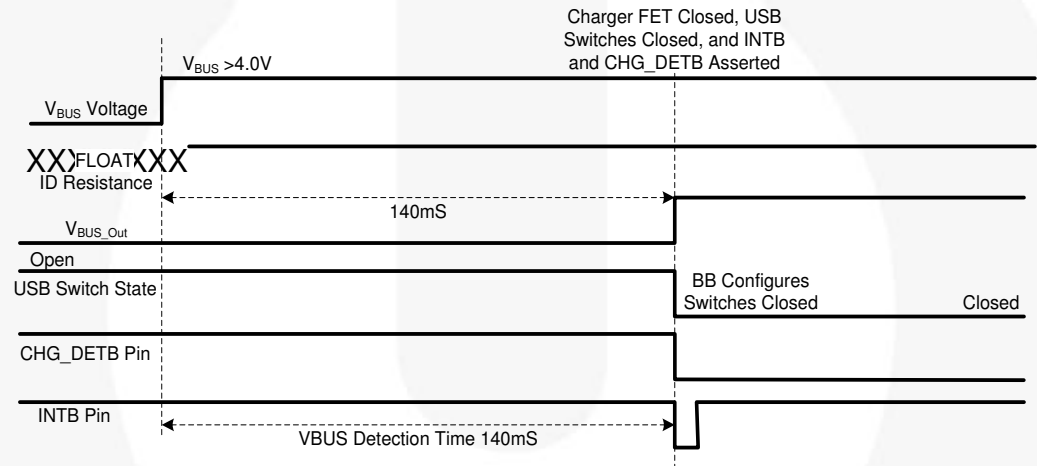 Charger FET Closed, USB
Switches Closed, and INTB
and CHG_DETB Asserted
VBUS >4.0V
VBUS Voltage
XXXFLOATXXX
ID Resistance
140mS
VBUS_Out
Open
USB Switch State
BB Configures
Switches Closed
Closed
CHG_DETB Pin
INTB Pin
VBUS Detection Time 140mS